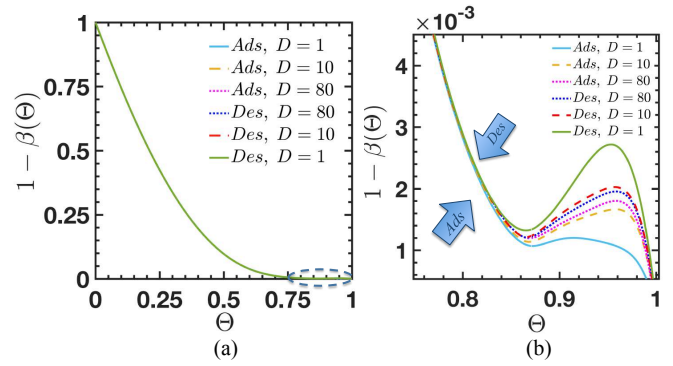 1
0.75
0.5
0.25
0
0 0.25 0.5 0.75 1
1 − β(Θ)
Θ
Ads, D = 1
Ads, D = 10
Ads, D = 80
Des, D = 80
Des, D = 10
Des, D = 1
(a)
×10⁻³
4
3
2
1
0.8 0.9 1
1 − β(Θ)
Θ
Ads, D = 1
Ads, D = 10
Ads, D = 80
Des, D = 80
Des, D = 10
Des, D = 1
Des
Ads
(b)